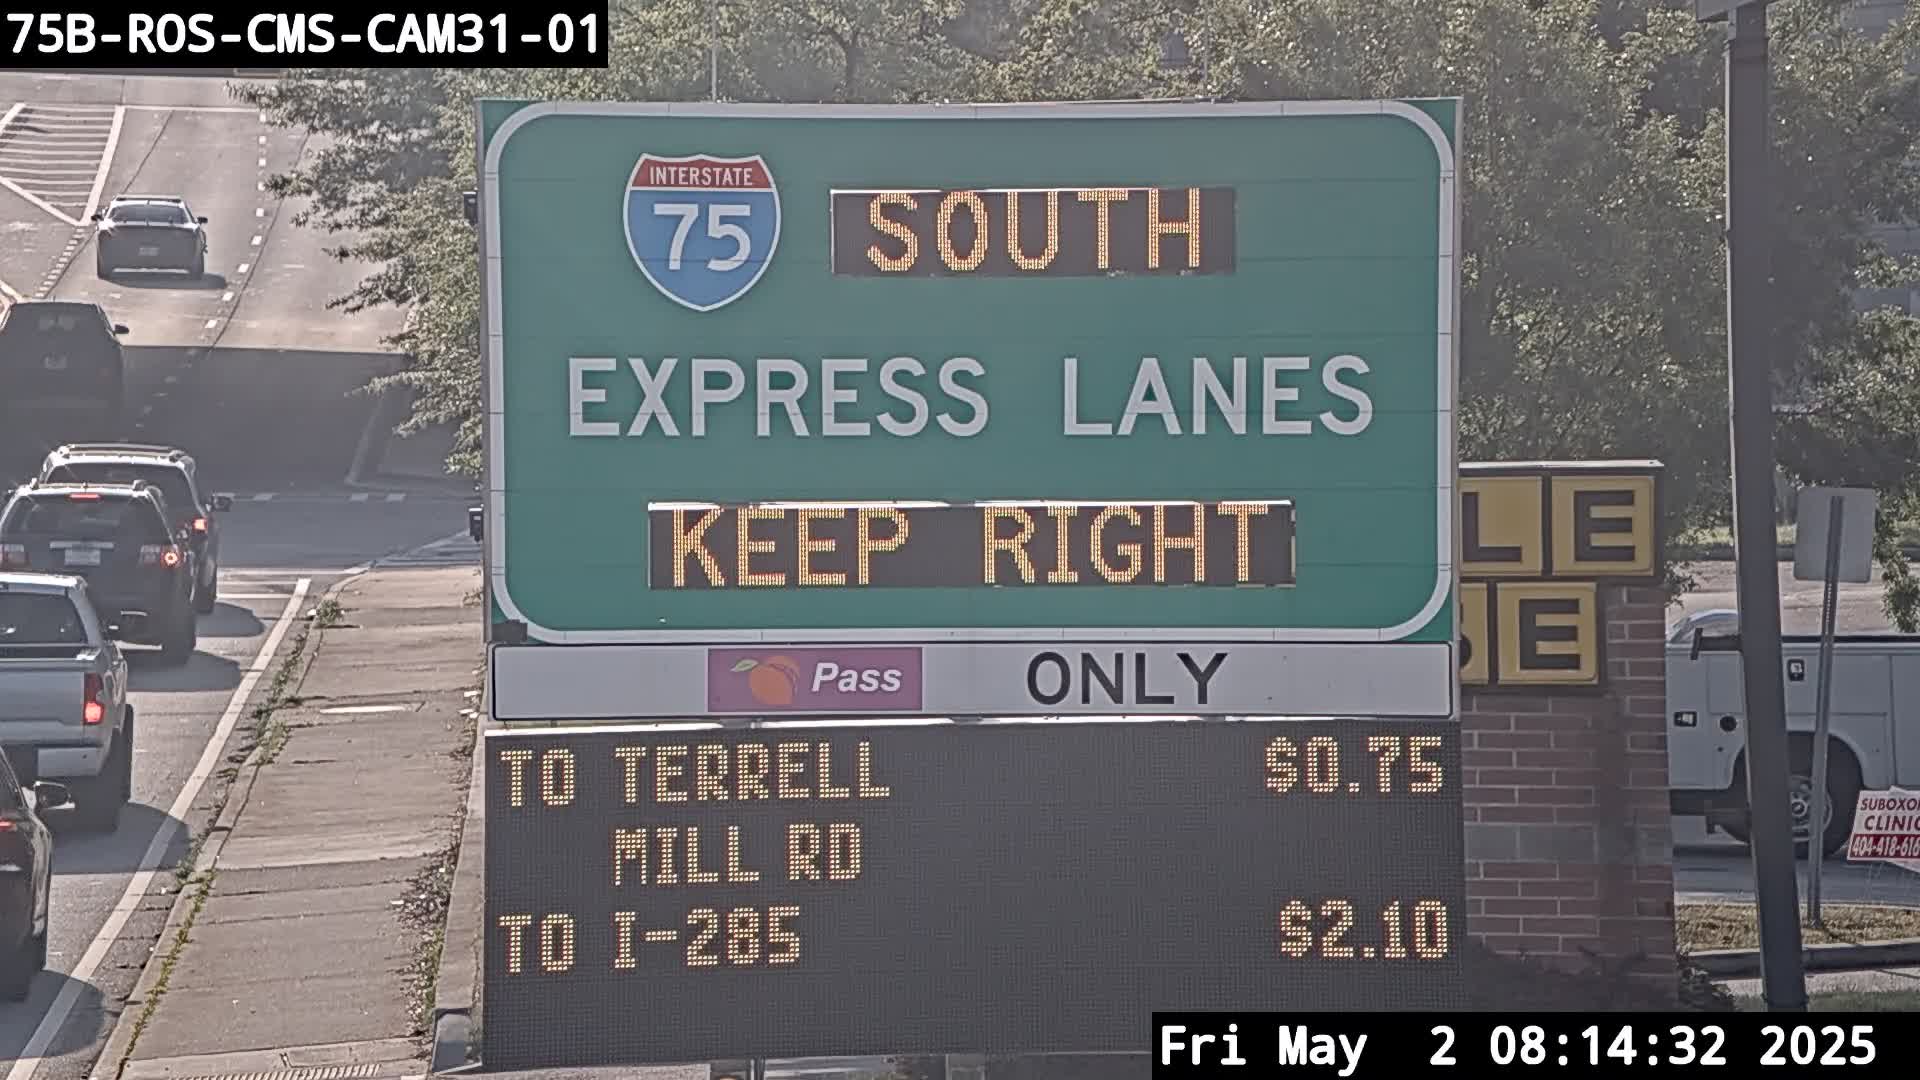 75B-ROS-CMS-CAM31-01
INTERSTATE
75
SOUTH
EXPRESS LANES
KEEP RIGHT
Pass ONLY
TO TERRELL $0.75
MILL RD
TO I-285 $2.10
LE
E
CLINIC
Fri May 2 08:14:32 2025